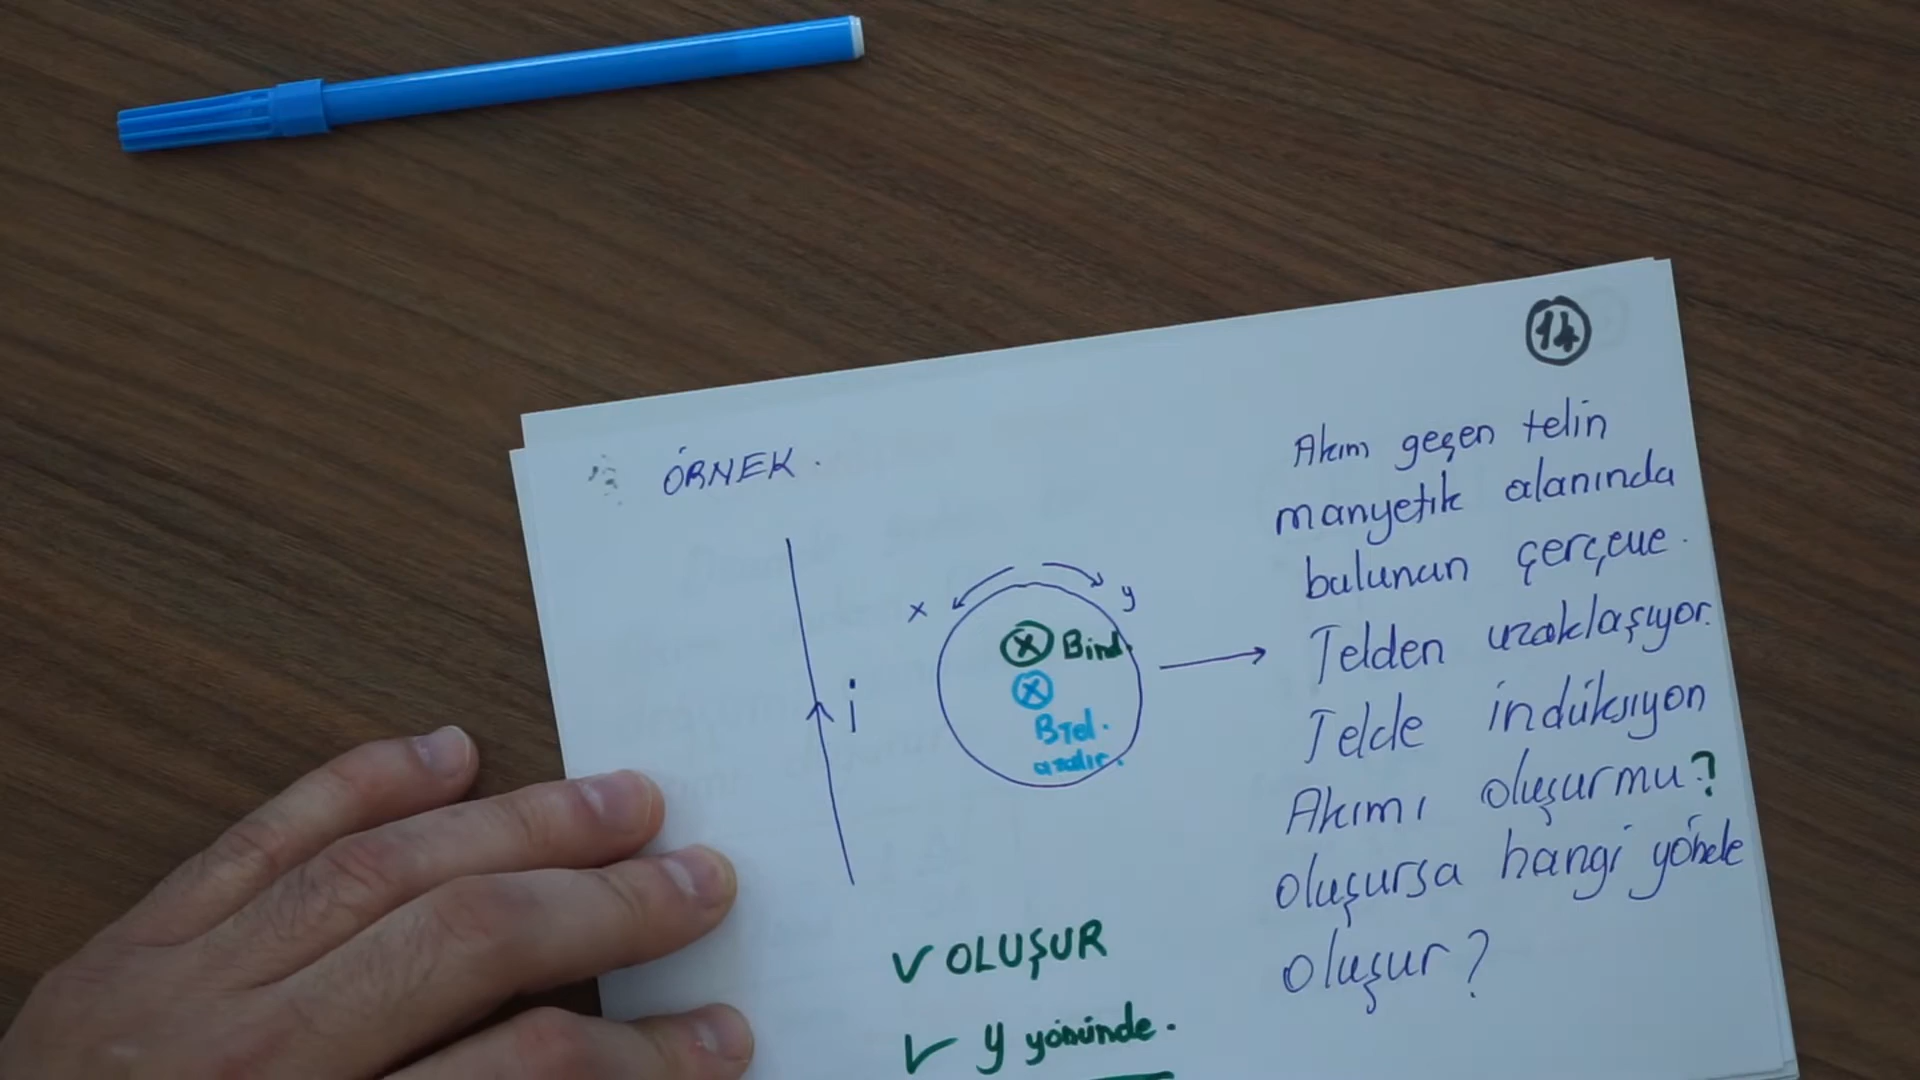 14
ÖRNEK.
Akım geçen telin
manyetik alanında
bulunan çerçeve.
Telden uzaklaşıyor.
Telde indüksiyon
Akımı oluşurmu?
oluşursa hangi yönde
oluşur?
x
y
Bind.
i
BTel.
azalır.
OLUŞUR
y yönünde.